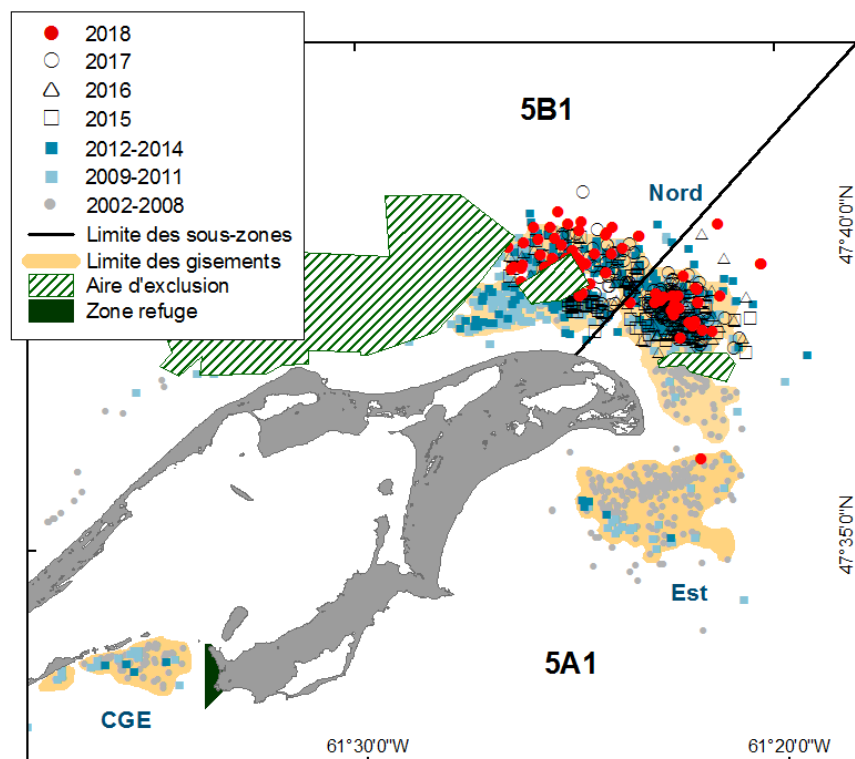 2018
2017
2016
2015
2012-2014
2009-2011
2002-2008
Limite des sous-zones
Limite des gisements
Aire d'exclusion
Zone refuge
5B1
Nord
47°40'0"N
47°35'0"N
Est
5A1
CGE
61°30'0"W
61°20'0"W